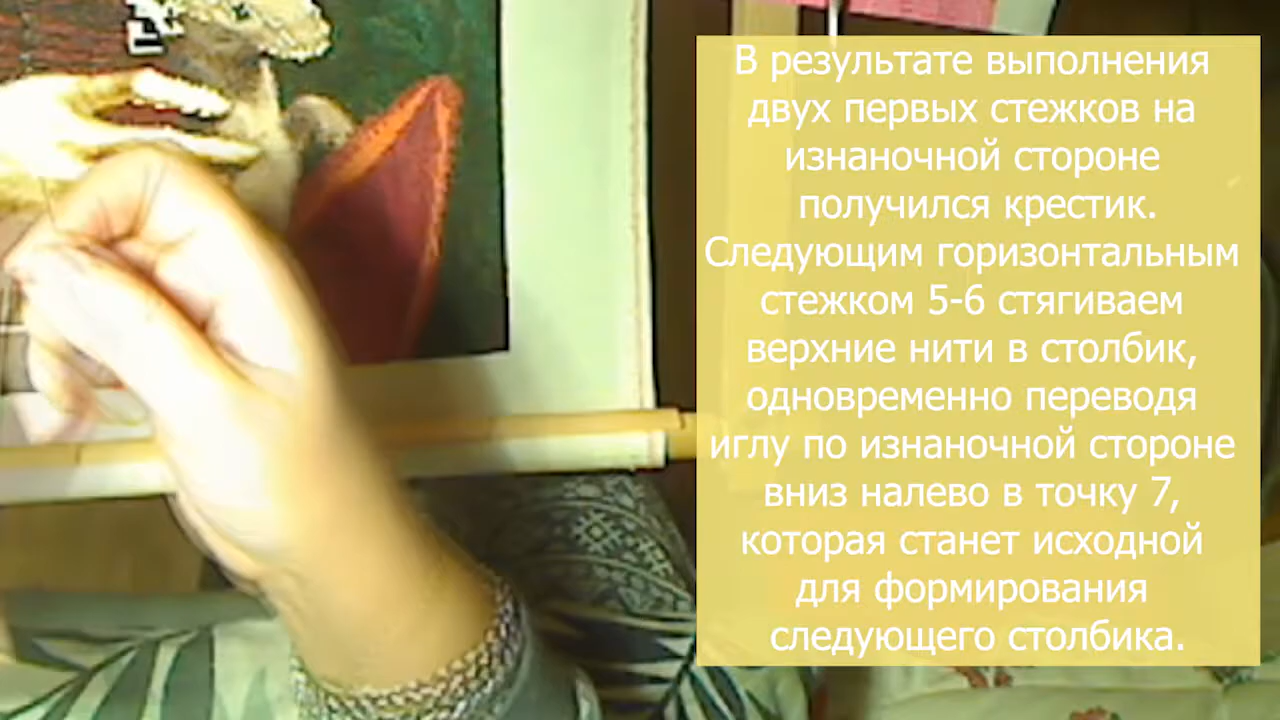 В результате выполнения
двух первых стежков на
изнаночной стороне
получился крестик.
Следующим горизонтальным
стежком 5-6 стягиваем
верхние нити в столбик,
одновременно переводя
иглу по изнаночной стороне
вниз налево в точку 7,
которая станет исходной
для формирования
следующего столбика.